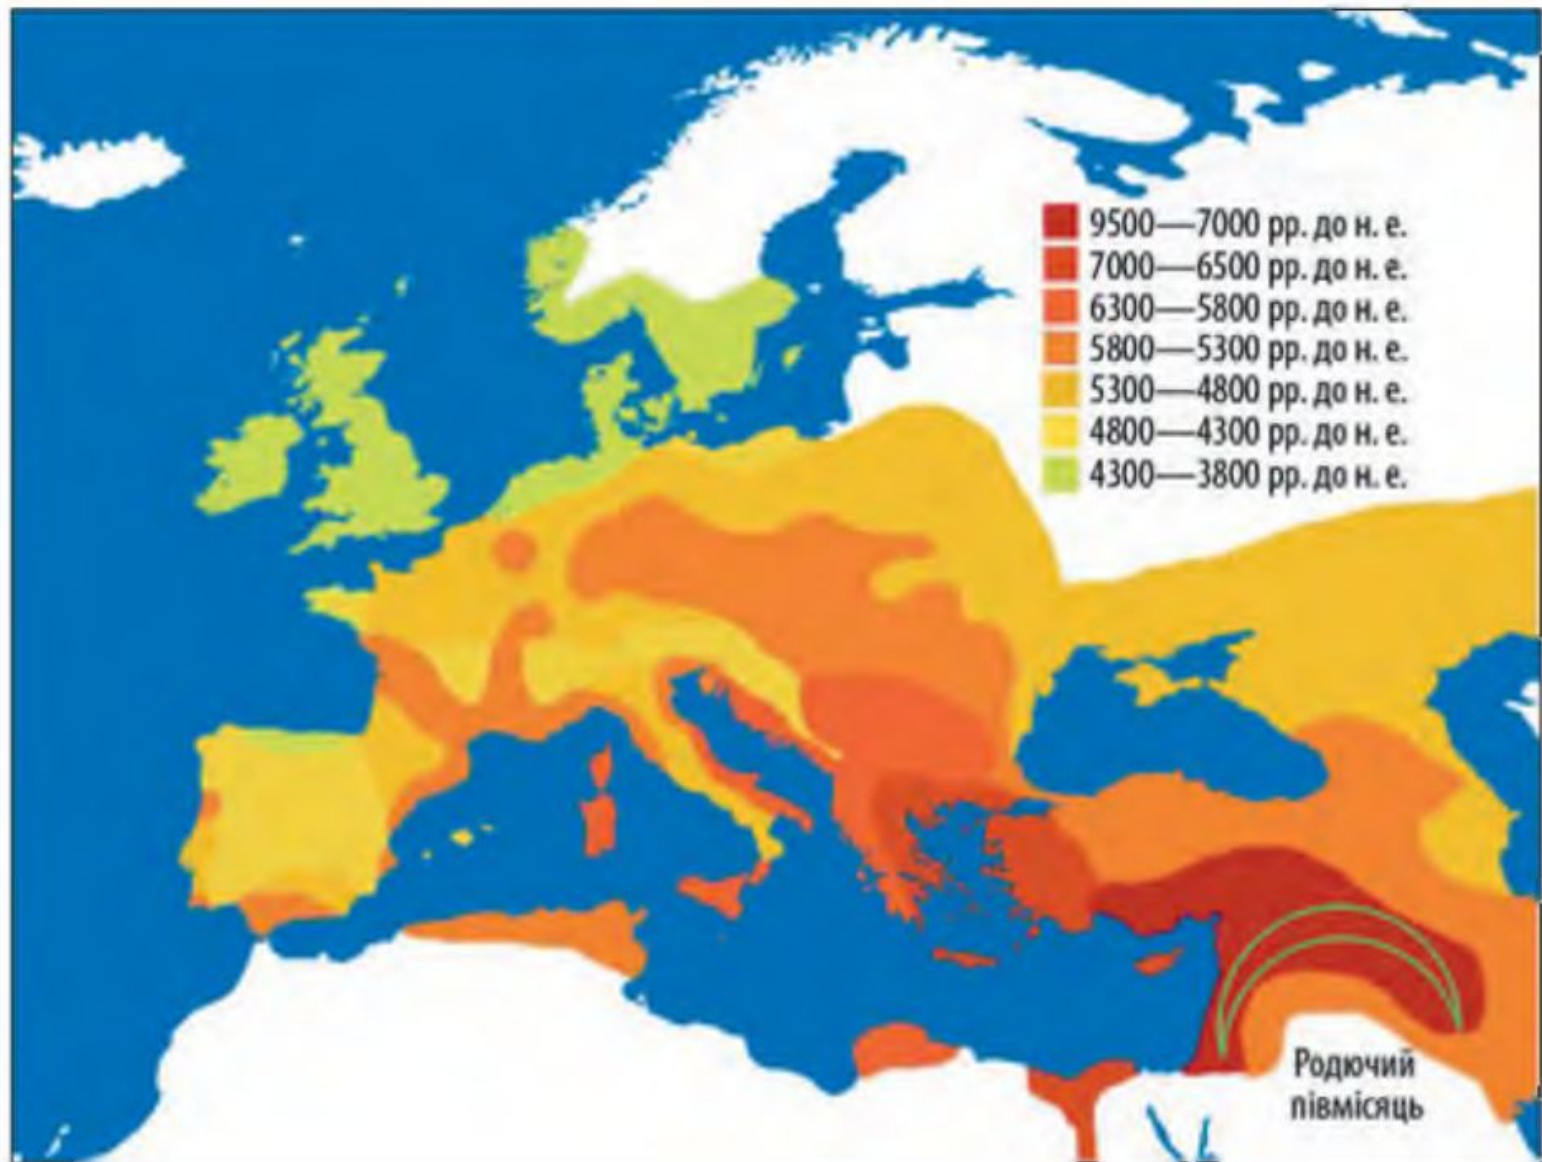 9500—7000 рр. до н. е.
7000—6500 рр. до н. е.
6300—5800 рр. до н. е.
5800—5300 рр. до н. е.
5300—4800 рр. до н. е.
4800—4300 рр. до н. е.
4300—3800 рр. до н. е.
Родючий
півмісяць